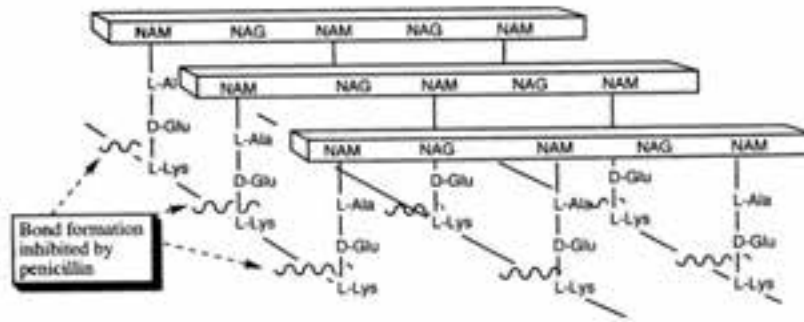 NAM NAG NAM NAG NAM
L-Al
NAM NAG NAM NAG NAM
D-Glu
L-Ala
L-Lys
NAM NAG NAM NAG NAM
D-Glu
D-Glu
D-Glu
L-Ala
L-Ala
L-Ala
L-Lys
L-Lys
L-Lys
Bond formation
inhibited by
penicillin
D-Glu
D-Glu
D-Glu
L-Lys
L-Lys
L-Lys